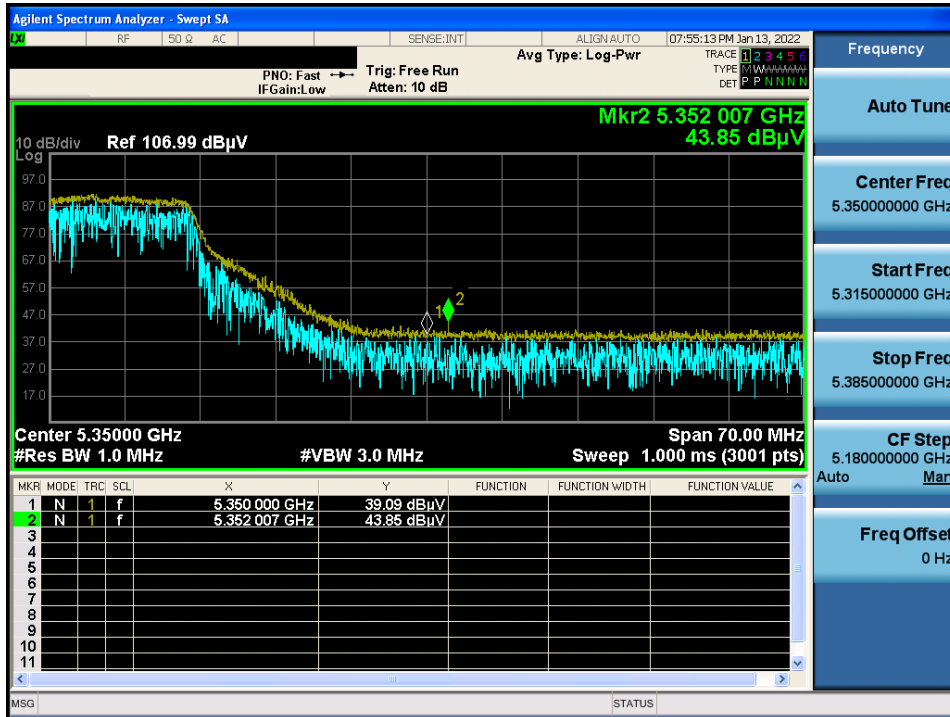 Agilent Spectrum Analyzer - Swept SA
LXI RF 50 Ω AC SENSE:INT ALIGN AUTO 07:55:13 PM Jan 13, 2022
PNO: Fast Trig: Free Run Avg Type: Log-Pwr TRACE 1 2 3 4 5 6
IFGain:Low Atten: 10 dB TYPE M
DET P P N N N N
Mkr2 5.352 007 GHz
43.85 dBµV
10 dB/div Ref 106.99 dBµV
Log
97.0
87.0
77.0
67.0
57.0
47.0
37.0
27.0
17.0
1 2
Center 5.35000 GHz Span 70.00 MHz
#Res BW 1.0 MHz #VBW 3.0 MHz Sweep 1.000 ms (3001 pts)
MKR MODE TRC SCL X Y FUNCTION FUNCTION WIDTH FUNCTION VALUE
1 N 1 f 5.350 000 GHz 39.09 dBµV
2 N 1 f 5.352 007 GHz 43.85 dBµV
3
4
5
6
7
8
9
10
11
MSG STATUS
Frequency
Auto Tune
Center Freq
5.350000000 GHz
Start Freq
5.315000000 GHz
Stop Freq
5.385000000 GHz
CF Step
5.180000000 GHz
Auto Man
Freq Offset
0 Hz